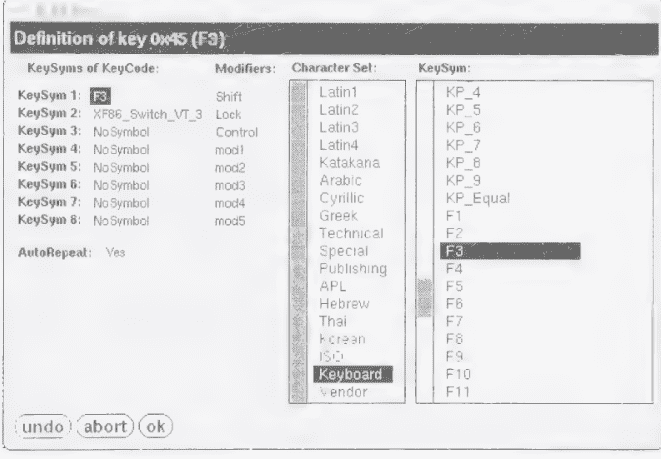 Definition of key 0x45 (F3)
KeySyms of KeyCode: Modifiers: Character Set: KeySym:
KeySym 1: F3 Shift
KeySym 2: XF86_Switch_VT_3 Lock
KeySym 3: NoSymbol Control
KeySym 4: NoSymbol mod1
KeySym 5: NoSymbol mod2
KeySym 6: NoSymbol mod3
KeySym 7: NoSymbol mod4
KeySym 8: NoSymbol mod5
AutoRepeat: Yes
Latin1
Latin2
Latin3
Latin4
Katakana
Arabic
Cyrillic
Greek
Technical
Special
Publishing
APL
Hebrew
Thai
Korean
ISO
Keyboard
Vendor
KP_4
KP_5
KP_6
KP_7
KP_8
KP_9
KP_Equal
F1
F2
F3
F4
F5
F6
F7
F8
F9
F10
F11
undo abort ok